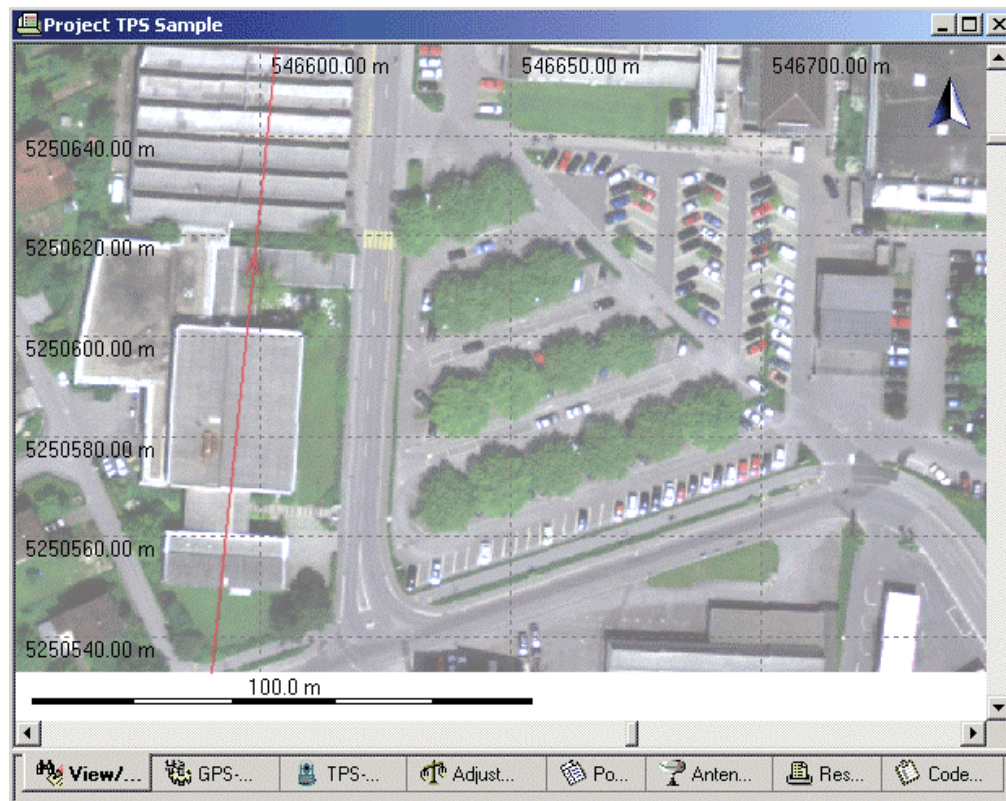 Project TPS Sample
546600.00 m 546650.00 m 546700.00 m
5250640.00 m
5250620.00 m
5250600.00 m
5250580.00 m
5250560.00 m
5250540.00 m
100.0 m
View/... GPS-... TPS-... Adjust... Po... Anten... Res... Code...